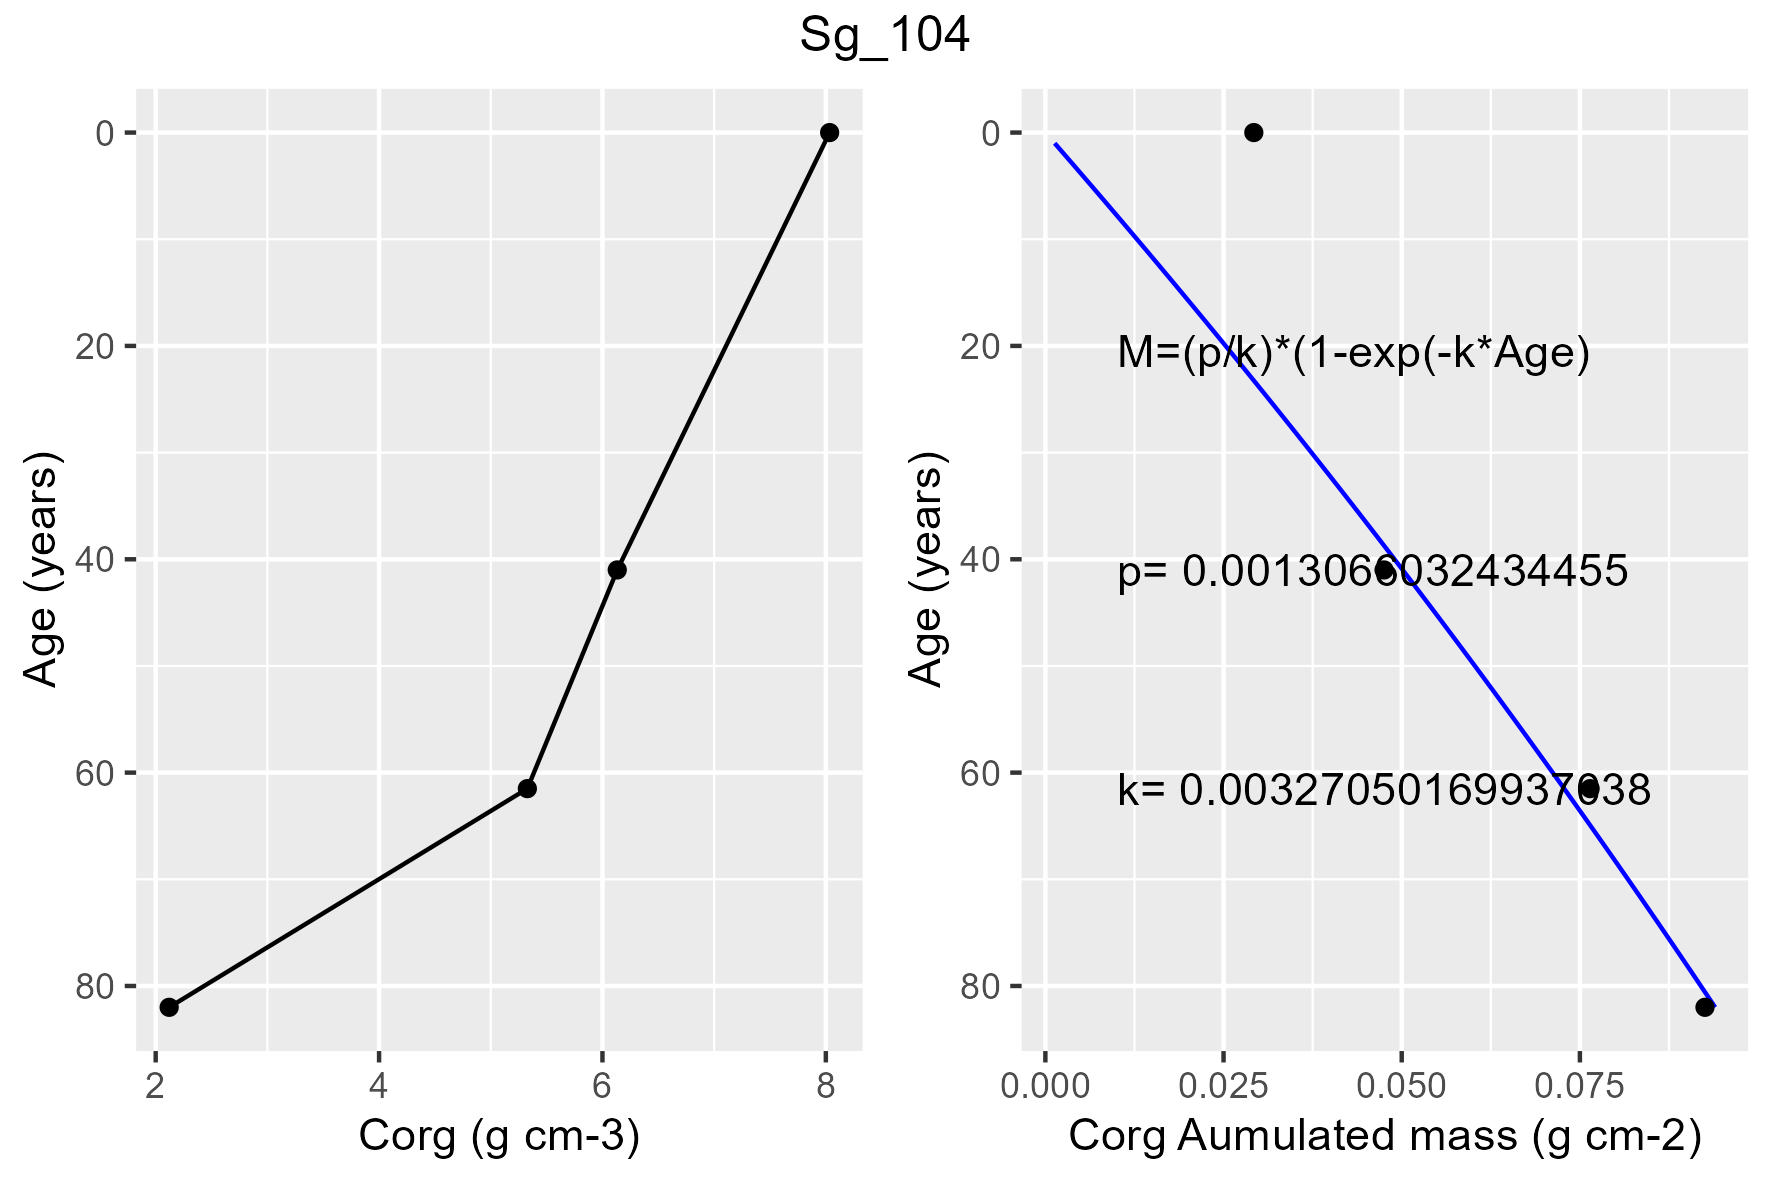 Sg_104
Age (years)
0
20
40
60
80
2
4
6
8
Corg (g cm-3)
Age (years)
0
20
40
60
80
M=(p/k)*(1-exp(-k*Age)
p= 0.0013066032434455
k= 0.00327050169937038
0.000
0.025
0.050
0.075
Corg Aumulated mass (g cm-2)